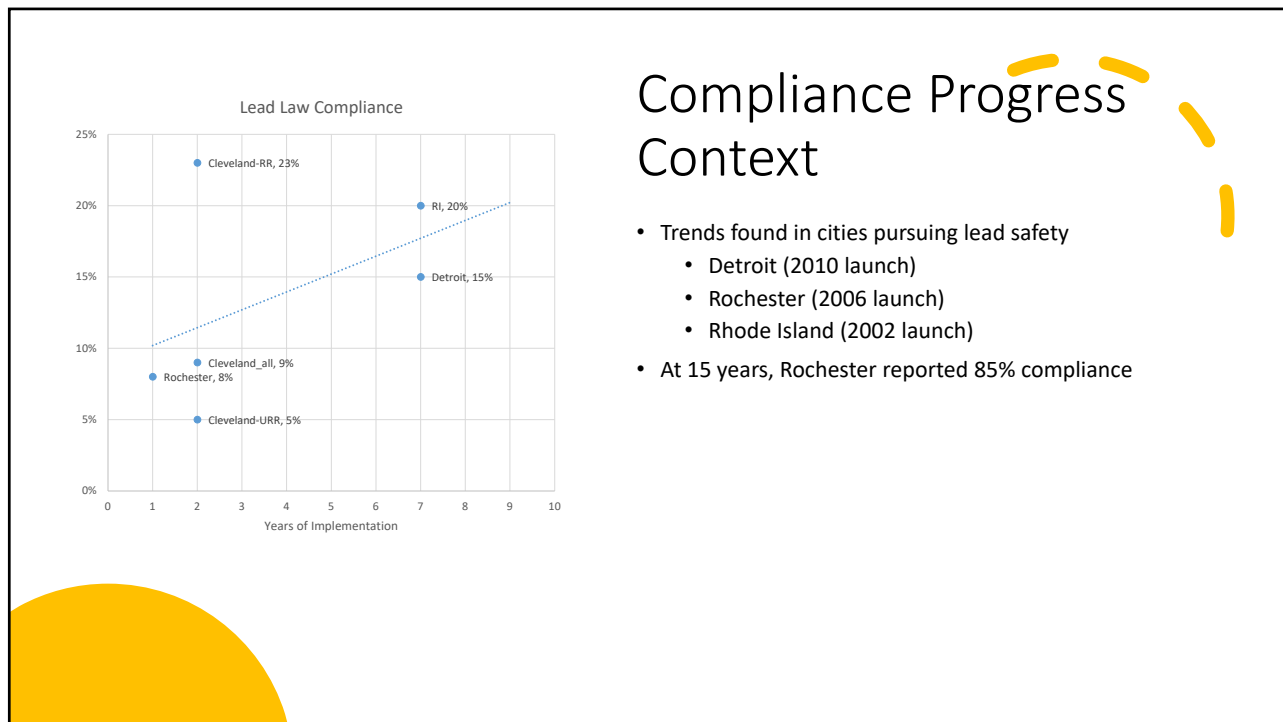 Compliance Progress
Context
Lead Law Compliance
25%
20%
15%
10%
5%
0%
Cleveland-RR, 23%
RI, 20%
Detroit, 15%
Cleveland_all, 9%
Rochester, 8%
Cleveland-URR, 5%
0 1 2 3 4 5 6 7 8 9 10
Years of Implementation
• Trends found in cities pursuing lead safety
• Detroit (2010 launch)
• Rochester (2006 launch)
• Rhode Island (2002 launch)
• At 15 years, Rochester reported 85% compliance